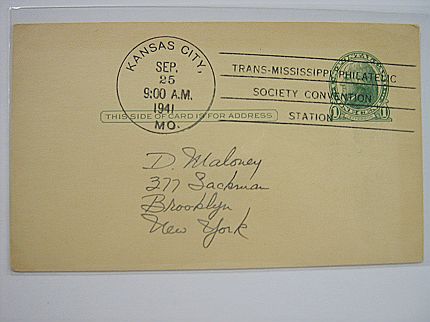 KANSAS CITY,
SEP.
25
9:00 A.M.
1941
MO.
TRANS-MISSISSIPPI PHILATELIC
SOCIETY CONVENTION
STATION
THIS SIDE OF CARD IS FOR ADDRESS
D. Maloney
377 Sackman
Brooklyn
New York